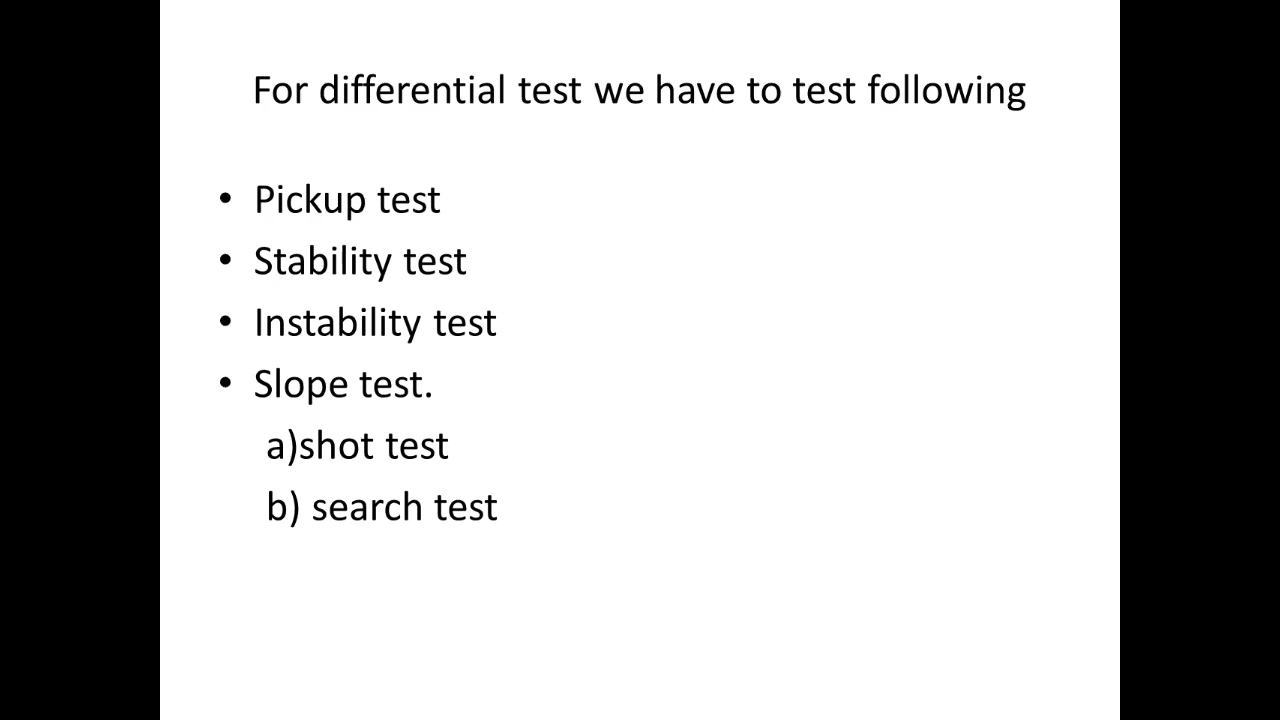 For differential test we have to test following
• Pickup test
• Stability test
• Instability test
• Slope test.
a)shot test
b) search test